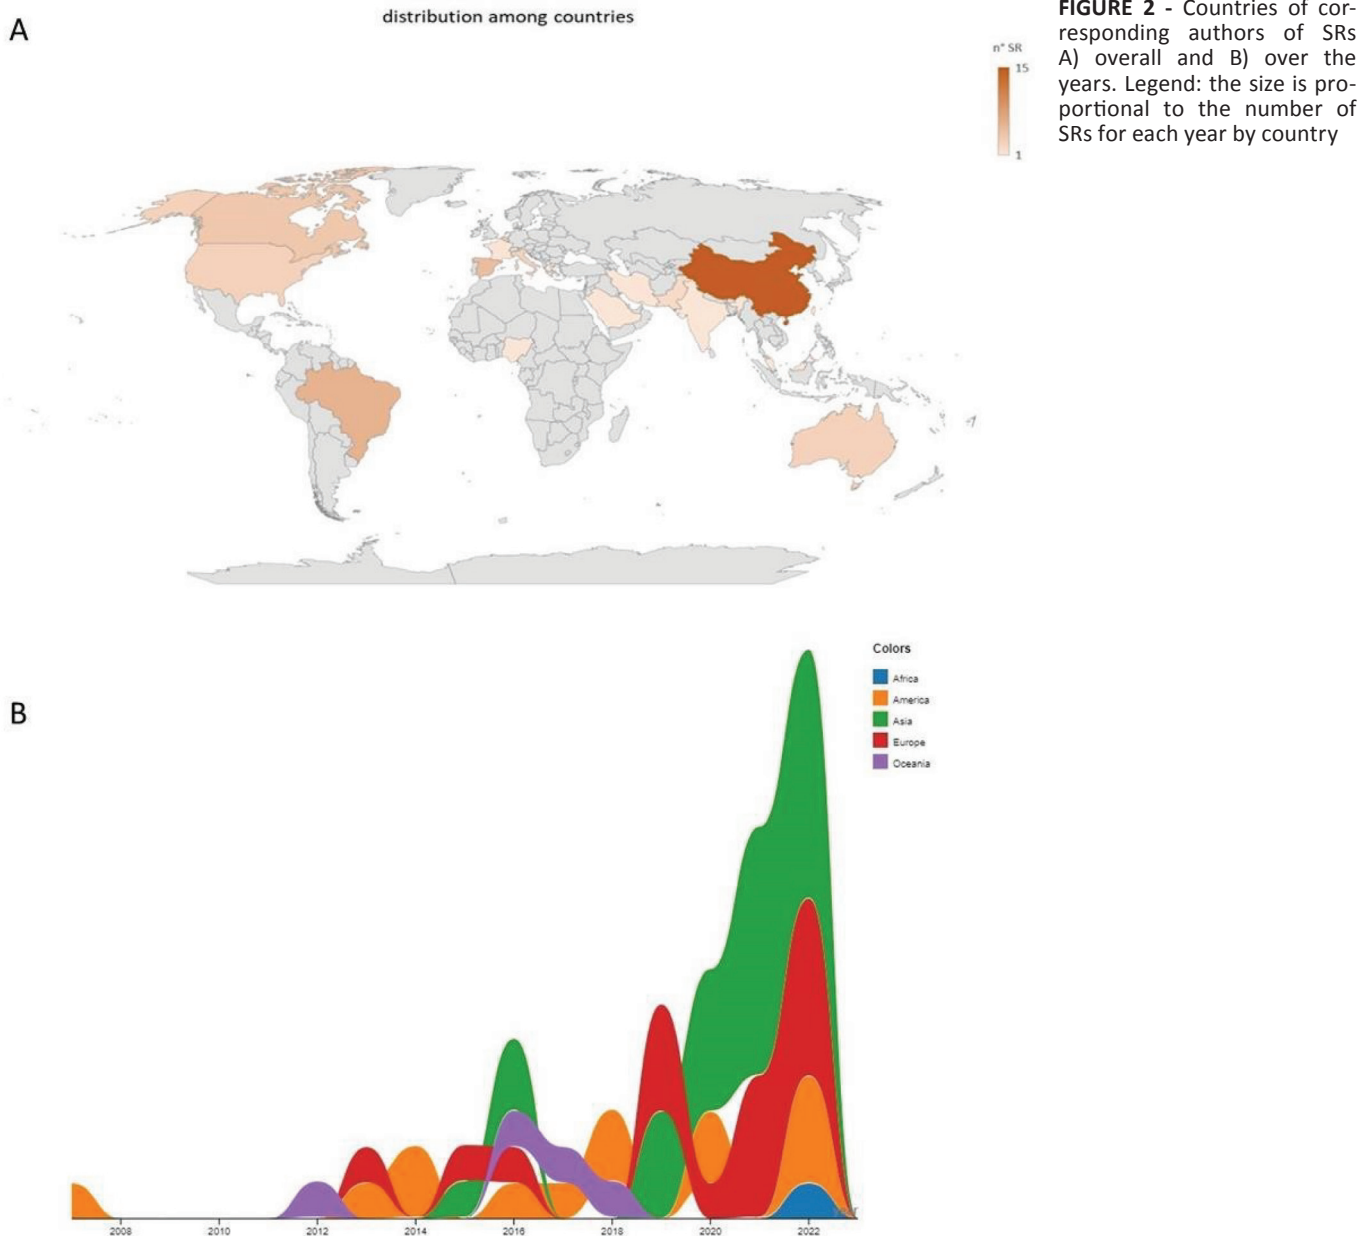 A
distribution among countries
n° SR
15
1
FIGURE 2 - Countries of cor-
responding authors of SRs
A) overall and B) over the
years. Legend: the size is pro-
portional to the number of
SRs for each year by country
B
Colors
Africa
America
Asia
Europe
Oceania
2008 2010 2012 2014 2016 2018 2020 2022